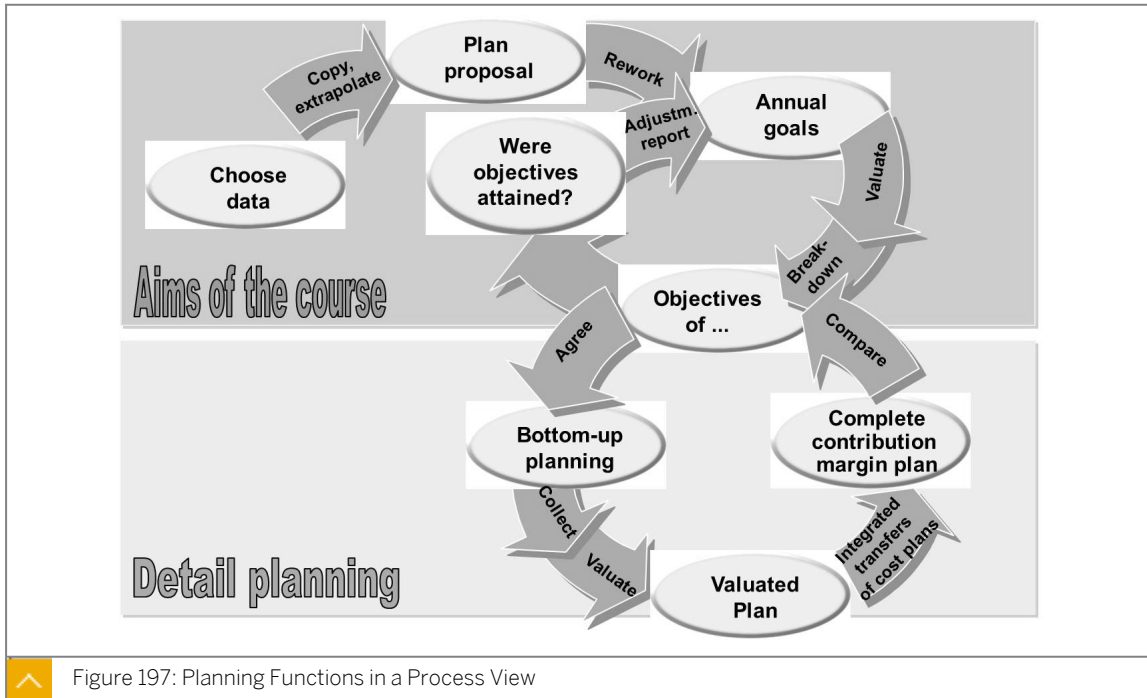 Plan
proposal
Copy,
extrapolate
Rework
Adjustm.
report
Annual
goals
Choose
data
Were
objectives
attained?
Valuate
Break-
down
Aims of the course
Objectives
of ...
Agree
Compare
Bottom-up
planning
Complete
contribution
margin plan
Collect
Valuate
Integrated
transfers
of cost plans
Detail planning
Valuated
Plan
Figure 197: Planning Functions in a Process View